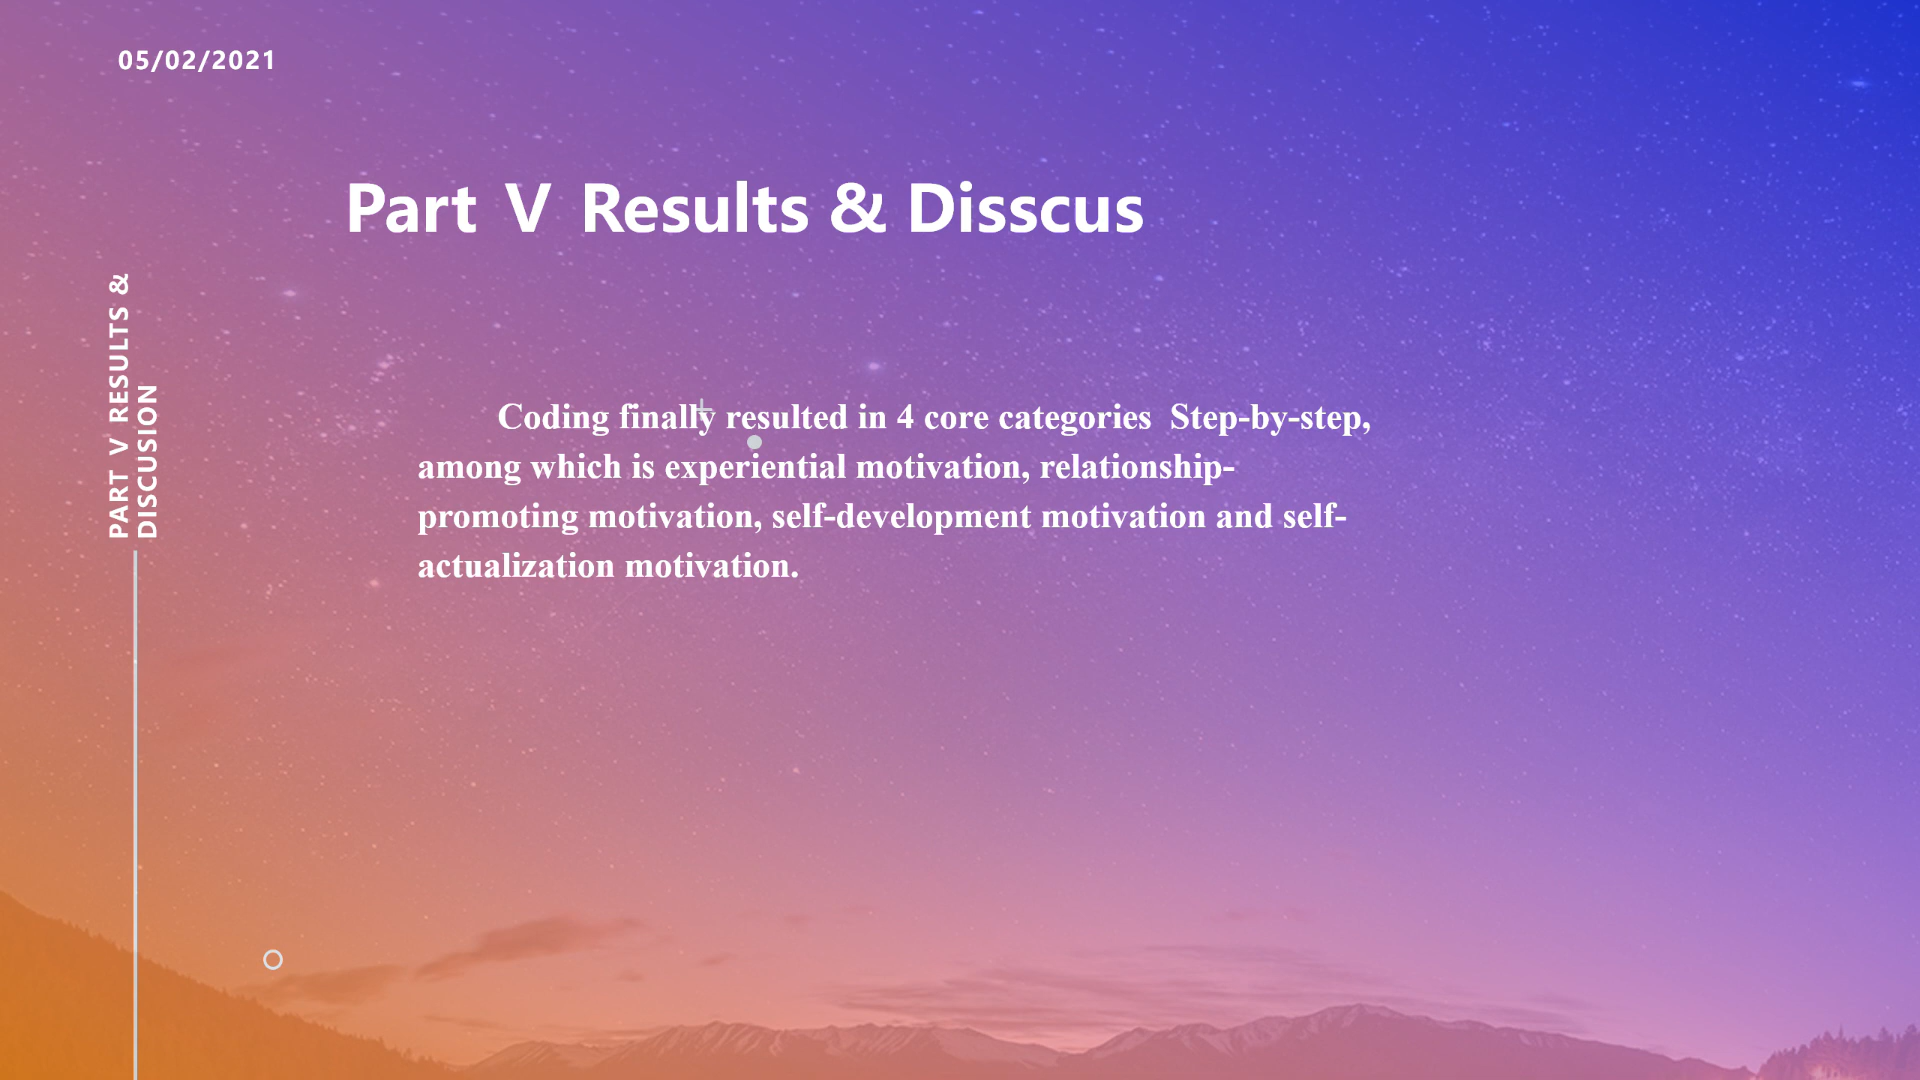 05/02/2021
Part V Results & Disscus
PART V RESULTS &
DISCUSION
Coding finally resulted in 4 core categories  Step-by-step,
among which is experiential motivation, relationship-
promoting motivation, self-development motivation and self-
actualization motivation.